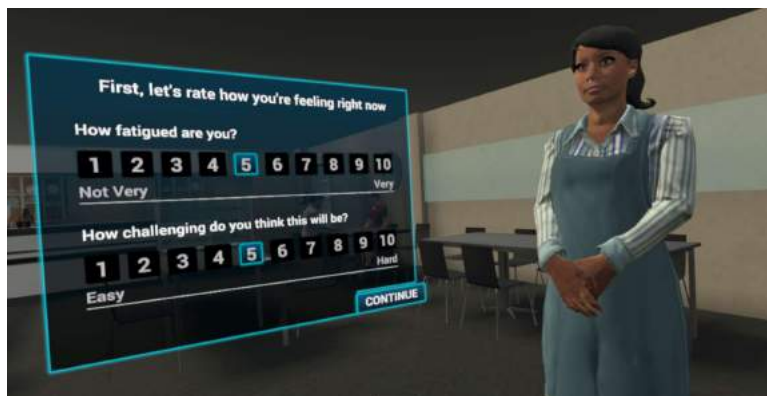 First, let's rate how you're feeling right now
How fatigued are you?
1 2 3 4 5 6 7 8 9 10
Not Very Very
How challenging do you think this will be?
1 2 3 4 5 6 7 8 9 10
Easy Hard
CONTINUE